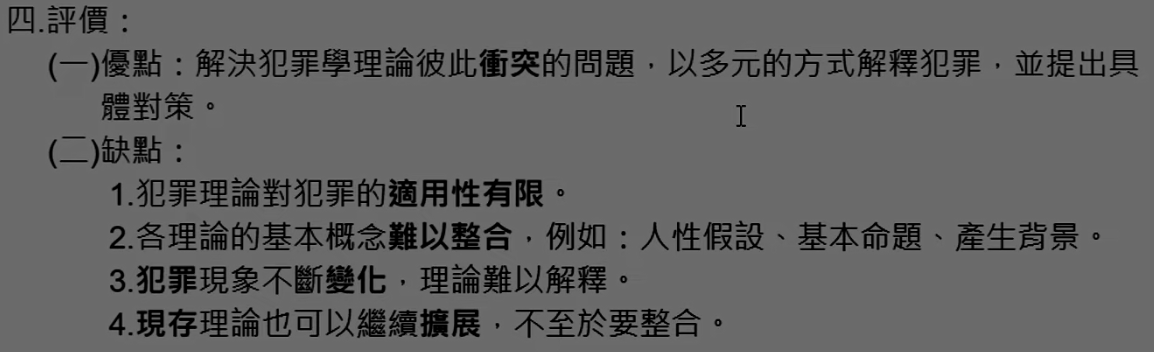 四.評價：
(一)優點：解決犯罪學理論彼此衝突的問題，以多元的方式解釋犯罪，並提出具
體對策。
(二)缺點：
1.犯罪理論對犯罪的適用性有限。
2.各理論的基本概念難以整合，例如：人性假設、基本命題、產生背景。
3.犯罪現象不斷變化，理論難以解釋。
4.現存理論也可以繼續擴展，不至於要整合。